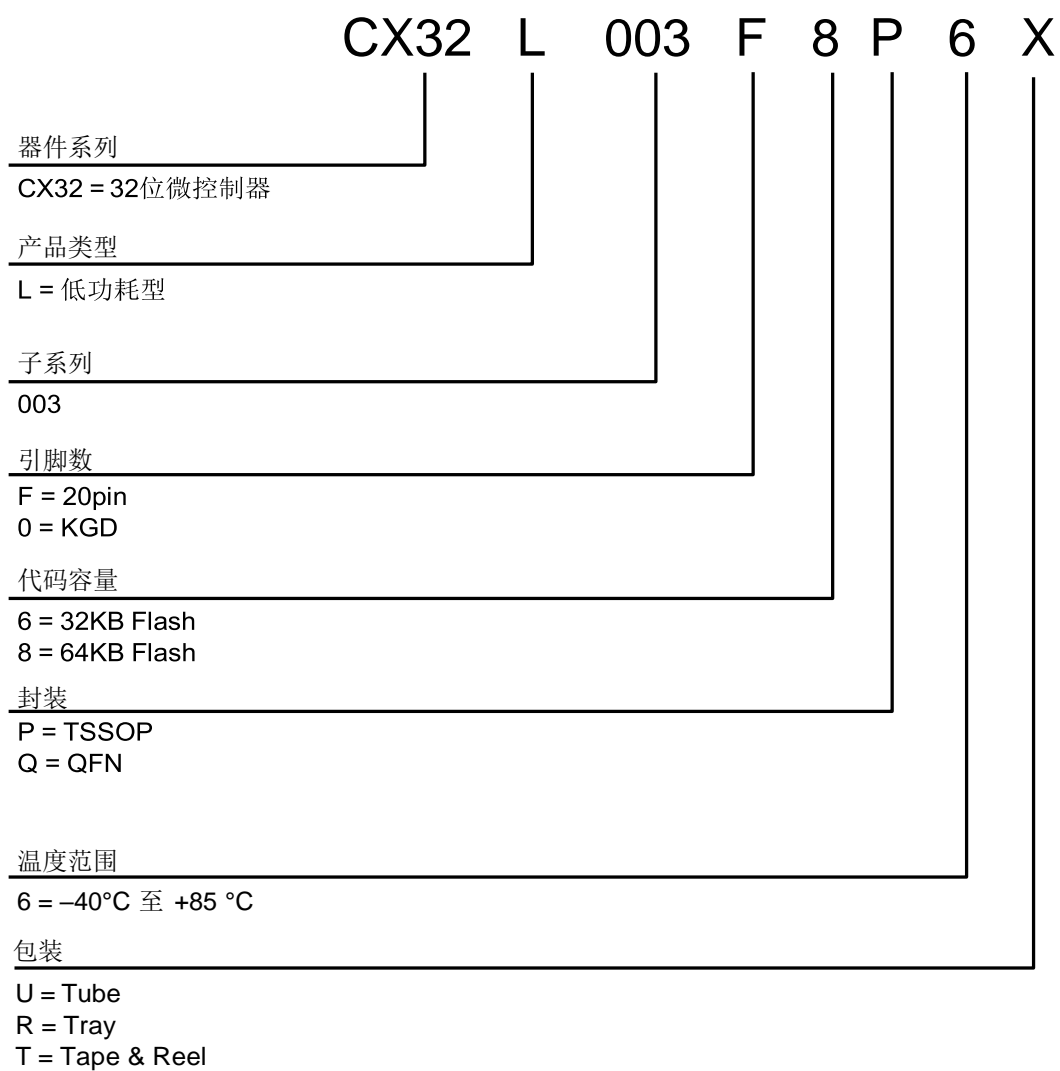 CX32 L 003 F 8 P 6 X
器件系列
CX32 = 32位微控制器
产品类型
L = 低功耗型
子系列
003
引脚数
F = 20pin
0 = KGD
代码容量
6 = 32KB Flash
8 = 64KB Flash
封装
P = TSSOP
Q = QFN
温度范围
6 = –40°C 至 +85 °C
包装
U = Tube
R = Tray
T = Tape & Reel